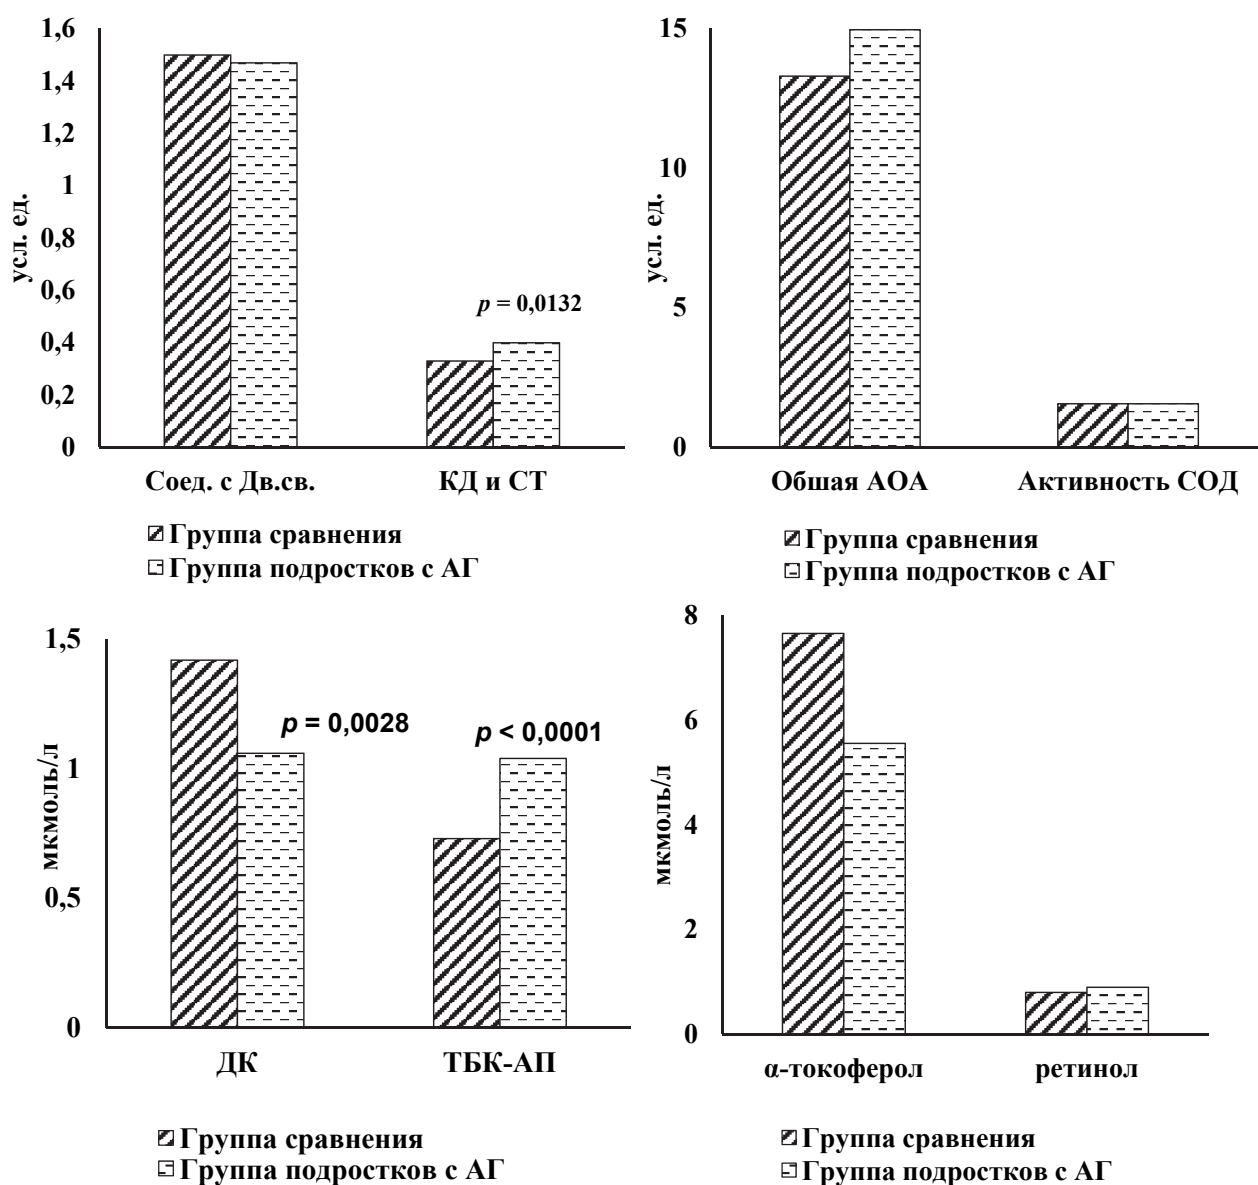 1,6
1,4
1,2
1
0,8
0,6
0,4
0,2
0
усл. ед.
p = 0,0132
Соед. с Дв.св.
КД и СТ
Группа сравнения
Группа подростков с АГ
15
10
5
0
усл. ед.
Обшая АОА
Активность СОД
Группа сравнения
Группа подростков с АГ
1,5
1
0,5
0
мкмоль/л
p = 0,0028
p < 0,0001
ДК
ТБК-АП
Группа сравнения
Группа подростков с АГ
8
6
4
2
0
мкмоль/л
α-токоферол
ретинол
Группа сравнения
Группа подростков с АГ